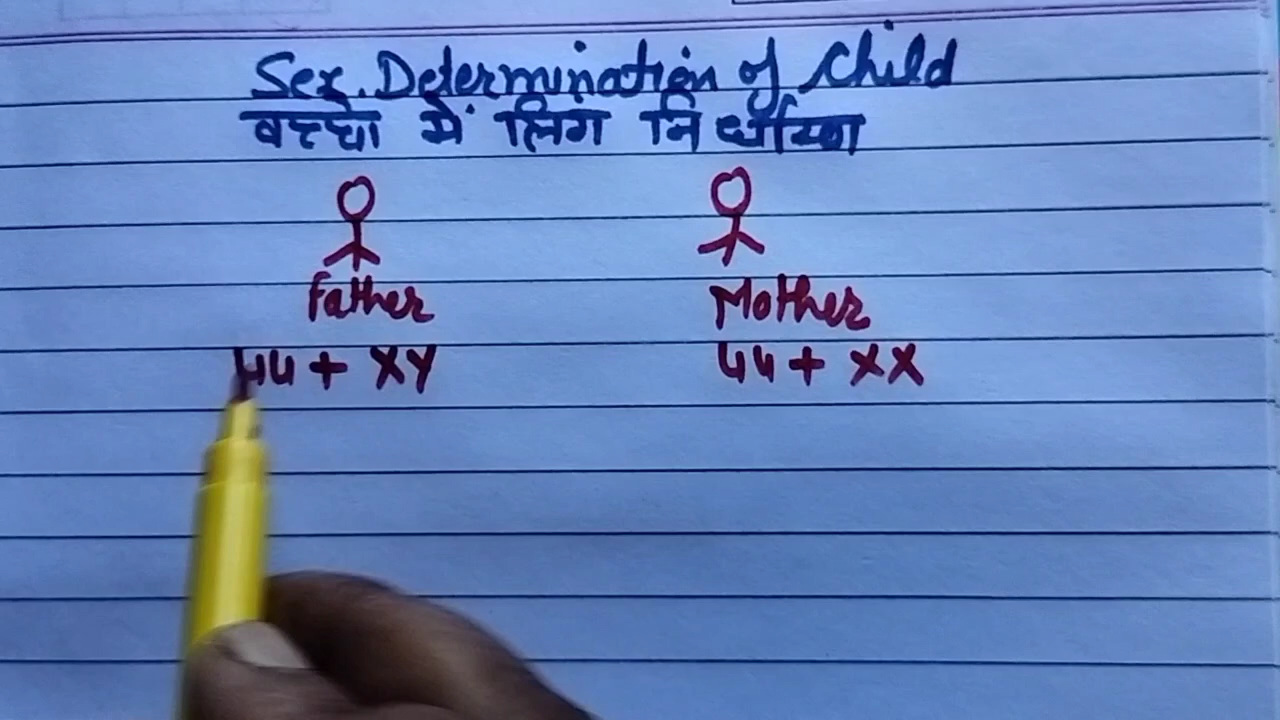 Sex. Determination of Child
बच्चो में लिंग निर्धारण
Father Mother
44 + XY 44 + XX